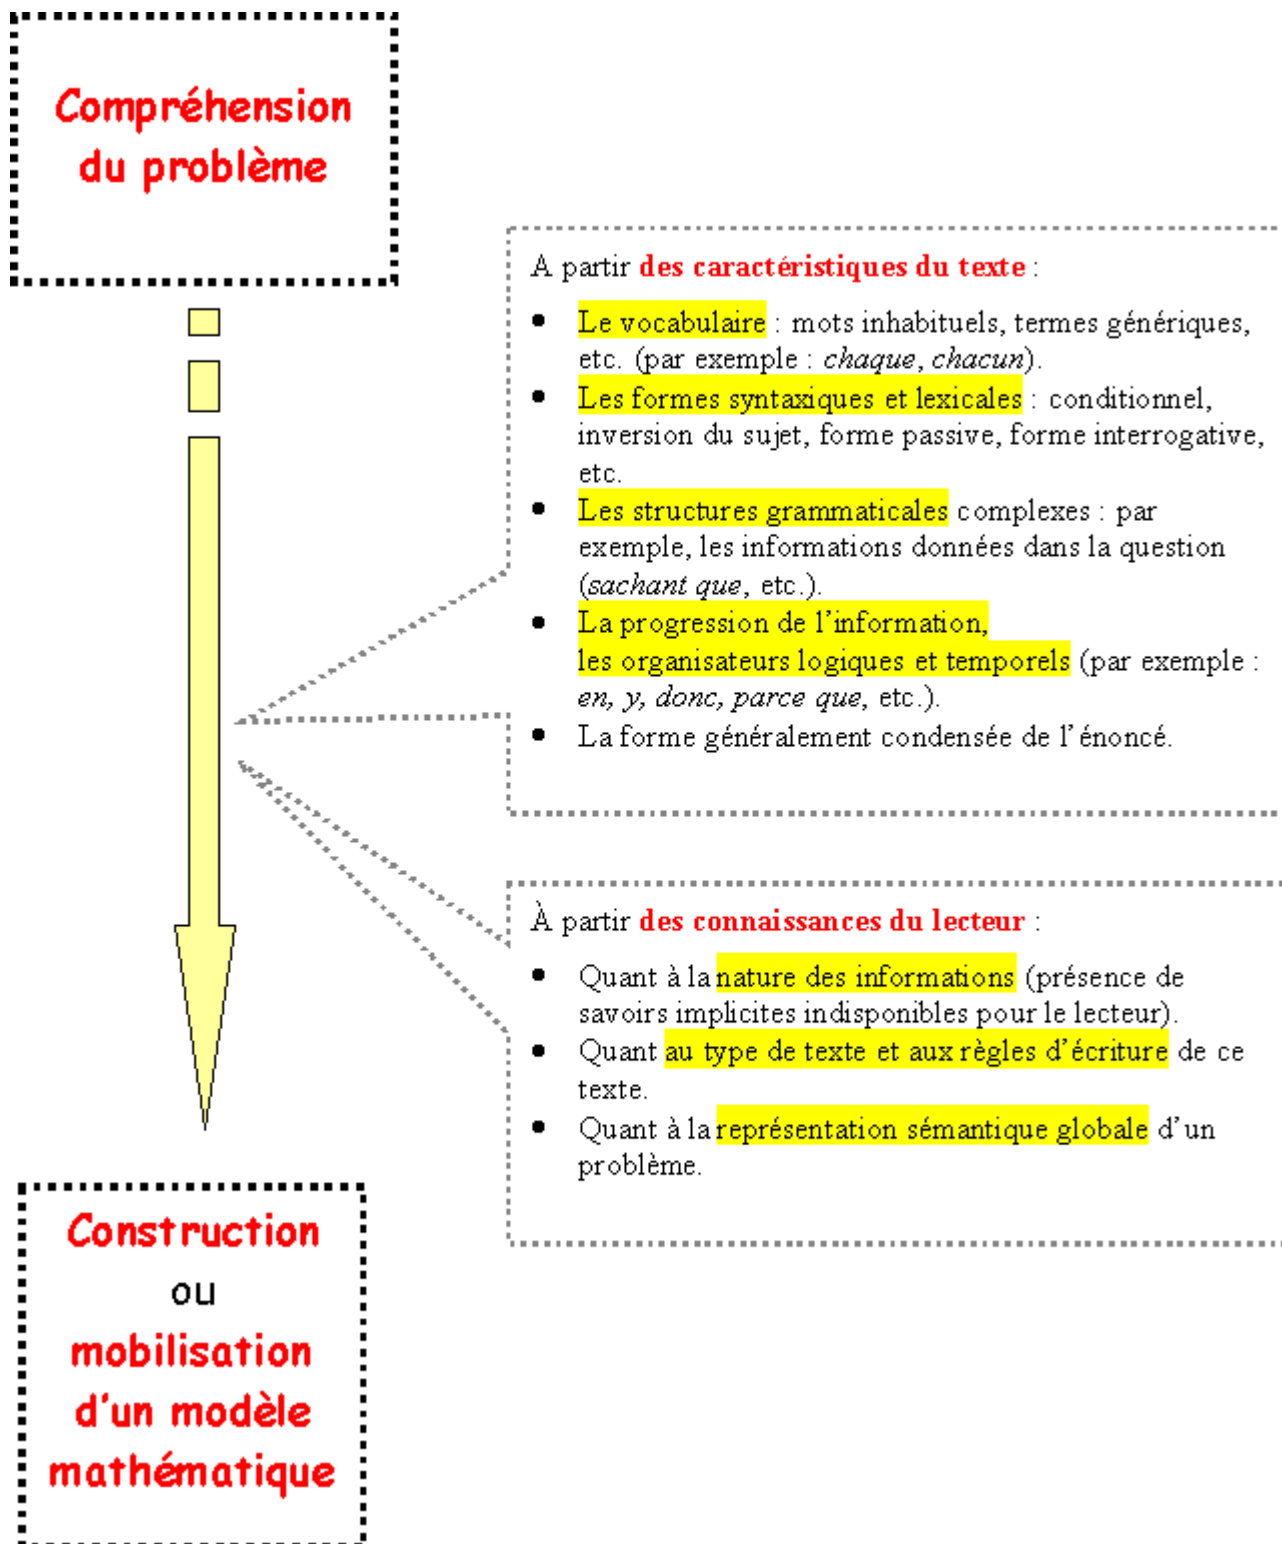 Compréhension
du problème
A partir des caractéristiques du texte :
• Le vocabulaire : mots inhabituels, termes génériques,
etc. (par exemple : chaque, chacun).
• Les formes syntaxiques et lexicales : conditionnel,
inversion du sujet, forme passive, forme interrogative,
etc.
• Les structures grammaticales complexes : par
exemple, les informations données dans la question
(sachant que, etc.).
• La progression de l'information,
les organisateurs logiques et temporels (par exemple :
en, y, donc, parce que, etc.).
• La forme généralement condensée de l'énoncé.
À partir des connaissances du lecteur :
• Quant à la nature des informations (présence de
savoirs implicites indisponibles pour le lecteur).
• Quant au type de texte et aux règles d'écriture de ce
texte.
• Quant à la représentation sémantique globale d'un
problème.
Construction
ou
mobilisation
d'un modèle
mathématique